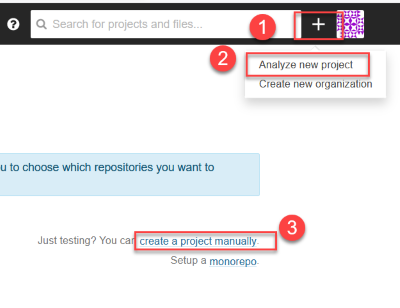 ? Search for projects and files... 1 +
2 Analyze new project
Create new organization
u to choose which repositories you want to
Just testing? You can create a project manually. 3
Setup a monorepo.